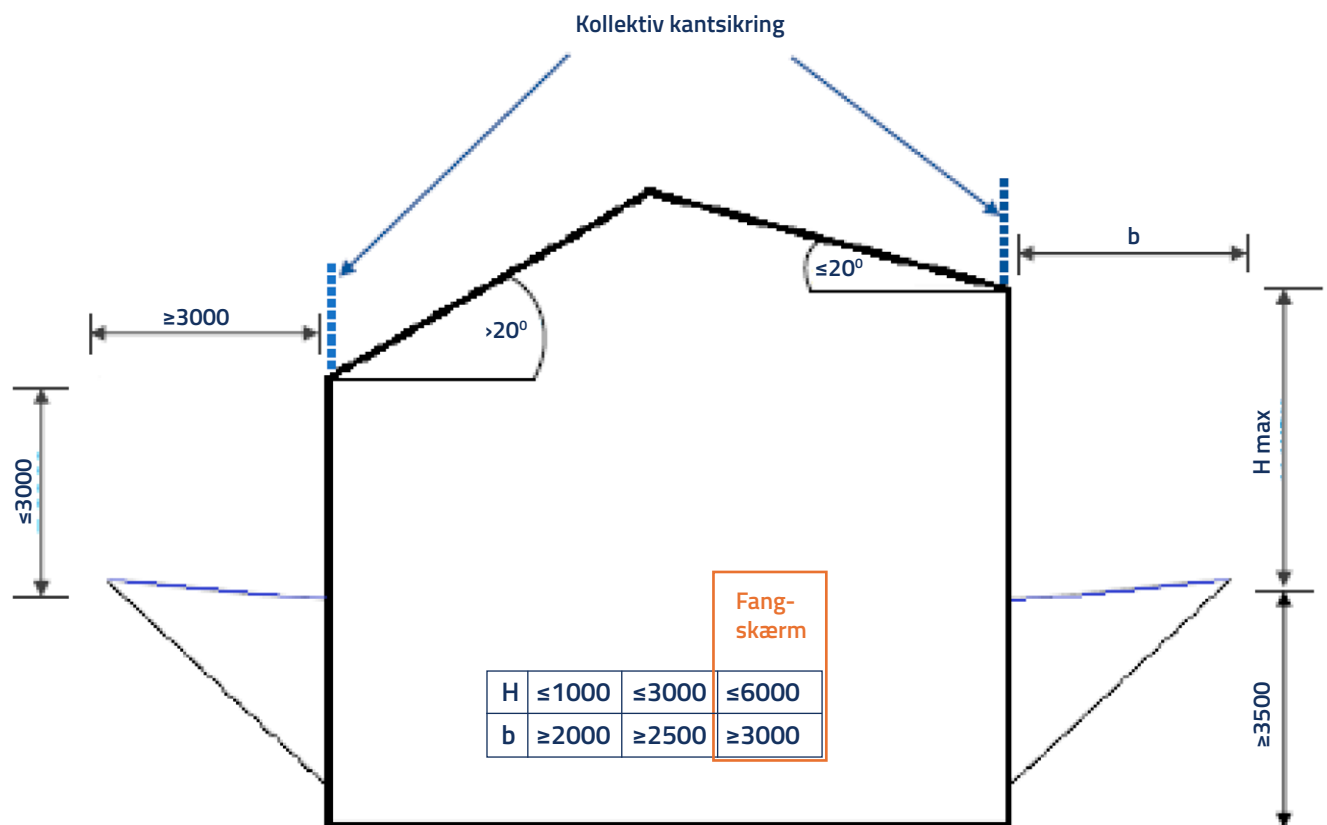 Kollektiv kantsikring
b
≤20⁰
≥3000
›20⁰
≤3000
H max
Fang-
skærm
H ≤1000 ≤3000 ≤6000
b ≥2000 ≥2500 ≥3000
≥3500